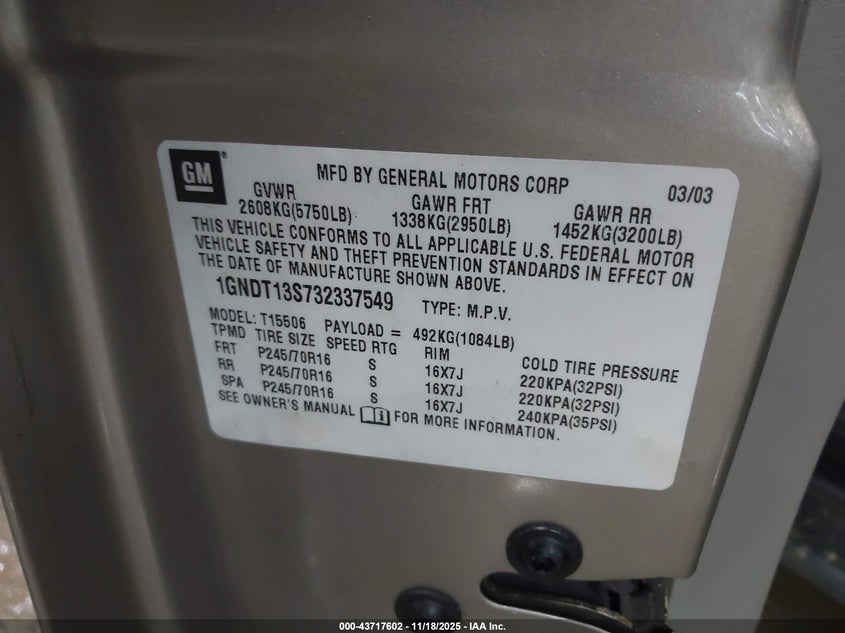 GM®
MFD BY GENERAL MOTORS CORP 03/03
GVWR GAWR FRT GAWR RR
2608KG(5750LB) 1338KG(2950LB) 1452KG(3200LB)
THIS VEHICLE CONFORMS TO ALL APPLICABLE U.S. FEDERAL MOTOR
VEHICLE SAFETY AND THEFT PREVENTION STANDARDS IN EFFECT ON
THE DATE OF MANUFACTURE SHOWN ABOVE.
1GNDT13S732337549 TYPE: M.P.V.
MODEL: T15506 PAYLOAD = 492KG(1084LB)
TPMD TIRE SIZE SPEED RTG RIM COLD TIRE PRESSURE
FRT P245/70R16 S 16X7J 220KPA(32PSI)
RR P245/70R16 S 16X7J 220KPA(32PSI)
SPA P245/70R16 S 16X7J 240KPA(35PSI)
SEE OWNER'S MANUAL FOR MORE INFORMATION.
000-43717602 - 11/18/2025 - IAA Inc.